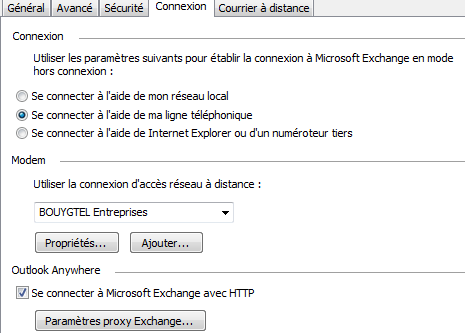 Général
Avancé
Sécurité
Connexion
Courrier à distance
Connexion
Utiliser les paramètres suivants pour établir la connexion à Microsoft Exchange en mode
hors connexion :
Se connecter à l'aide de mon réseau local
Se connecter à l'aide de ma ligne téléphonique
Se connecter à l'aide de Internet Explorer ou d'un numéroteur tiers
Modem
Utiliser la connexion d'accès réseau à distance :
BOUYGTEL Entreprises
Propriétés...
Ajouter...
Outlook Anywhere
Se connecter à Microsoft Exchange avec HTTP
Paramètres proxy Exchange...